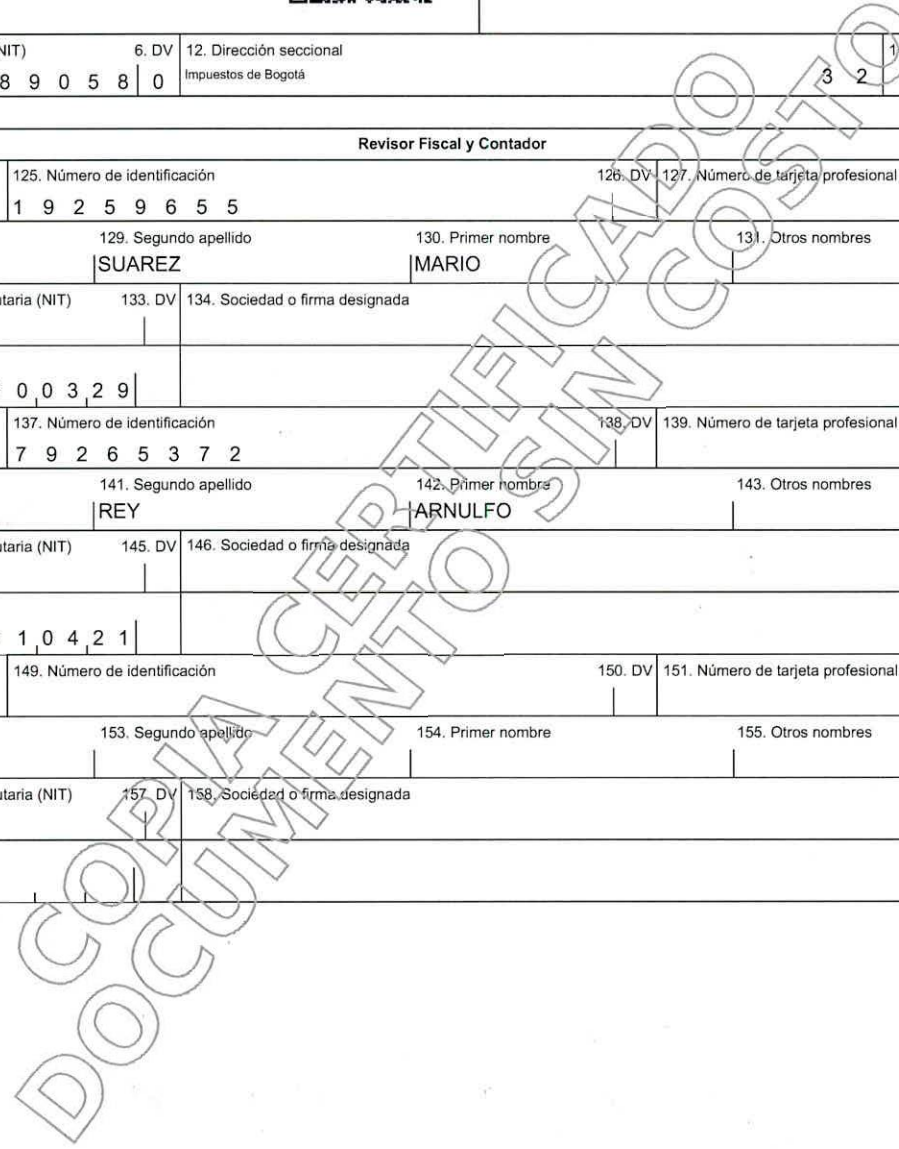 NIT) 6. DV 12. Dirección seccional
8 9 0 5 8 0 Impuestos de Bogotá 3 2
Revisor Fiscal y Contador
125. Número de identificación 126. DV 127. Número de tarjeta profesional
1 9 2 5 9 6 5 5
129. Segundo apellido 130. Primer nombre 131. Otros nombres
SUAREZ MARIO
utaria (NIT) 133. DV 134. Sociedad o firma designada
0 0 3 2 9
137. Número de identificación 138. DV 139. Número de tarjeta profesional
7 9 2 6 5 3 7 2
141. Segundo apellido 142. Primer nombre 143. Otros nombres
REY ARNULFO
utaria (NIT) 145. DV 146. Sociedad o firma designada
1 0 4 2 1
149. Número de identificación 150. DV 151. Número de tarjeta profesional
153. Segundo apellido 154. Primer nombre 155. Otros nombres
utaria (NIT) 157. DV 158. Sociedad o firma designada
COPIA CERTIFICADO
DOCUMENTO SIN COSTO